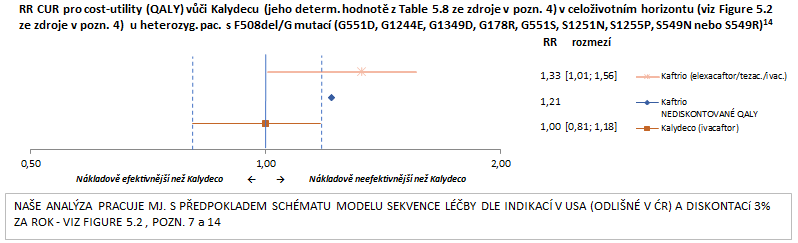 RR CUR pro cost-utility (QALY) vůči Kalydecu (jeho determ. hodnotě z Table 5.8 ze zdroje v pozn. 4) v celoživotním horizontu (viz Figure 5.2
ze zdroje v pozn. 4) u heterozyg. pac. s F508del/G mutací (G551D, G1244E, G1349D, G178R, G551S, S1251N, S1255P, S549N nebo S549R)14
RR rozmezí
1,33 [1,01; 1,56] Kaftrio (elexacaftor/tezac./ivac.)
1,21 Kaftrio
NEDISKONTOVANÉ QALY
1,00 [0,81; 1,18] Kalydeco (ivacaftor)
0,50 1,00 2,00
Nákladově efektivnější než Kalydeco ← → Nákladově neefektivnější než Kalydeco
NAŠE ANALÝZA PRACUJE MJ. S PŘEDPOKLADEM SCHÉMATU MODELU SEKVENCE LÉČBY DLE INDIKACÍ V USA (ODLIŠNÉ V ČR) A DISKONTACí 3%
ZA ROK - VIZ FIGURE 5.2 , POZN. 7 a 14